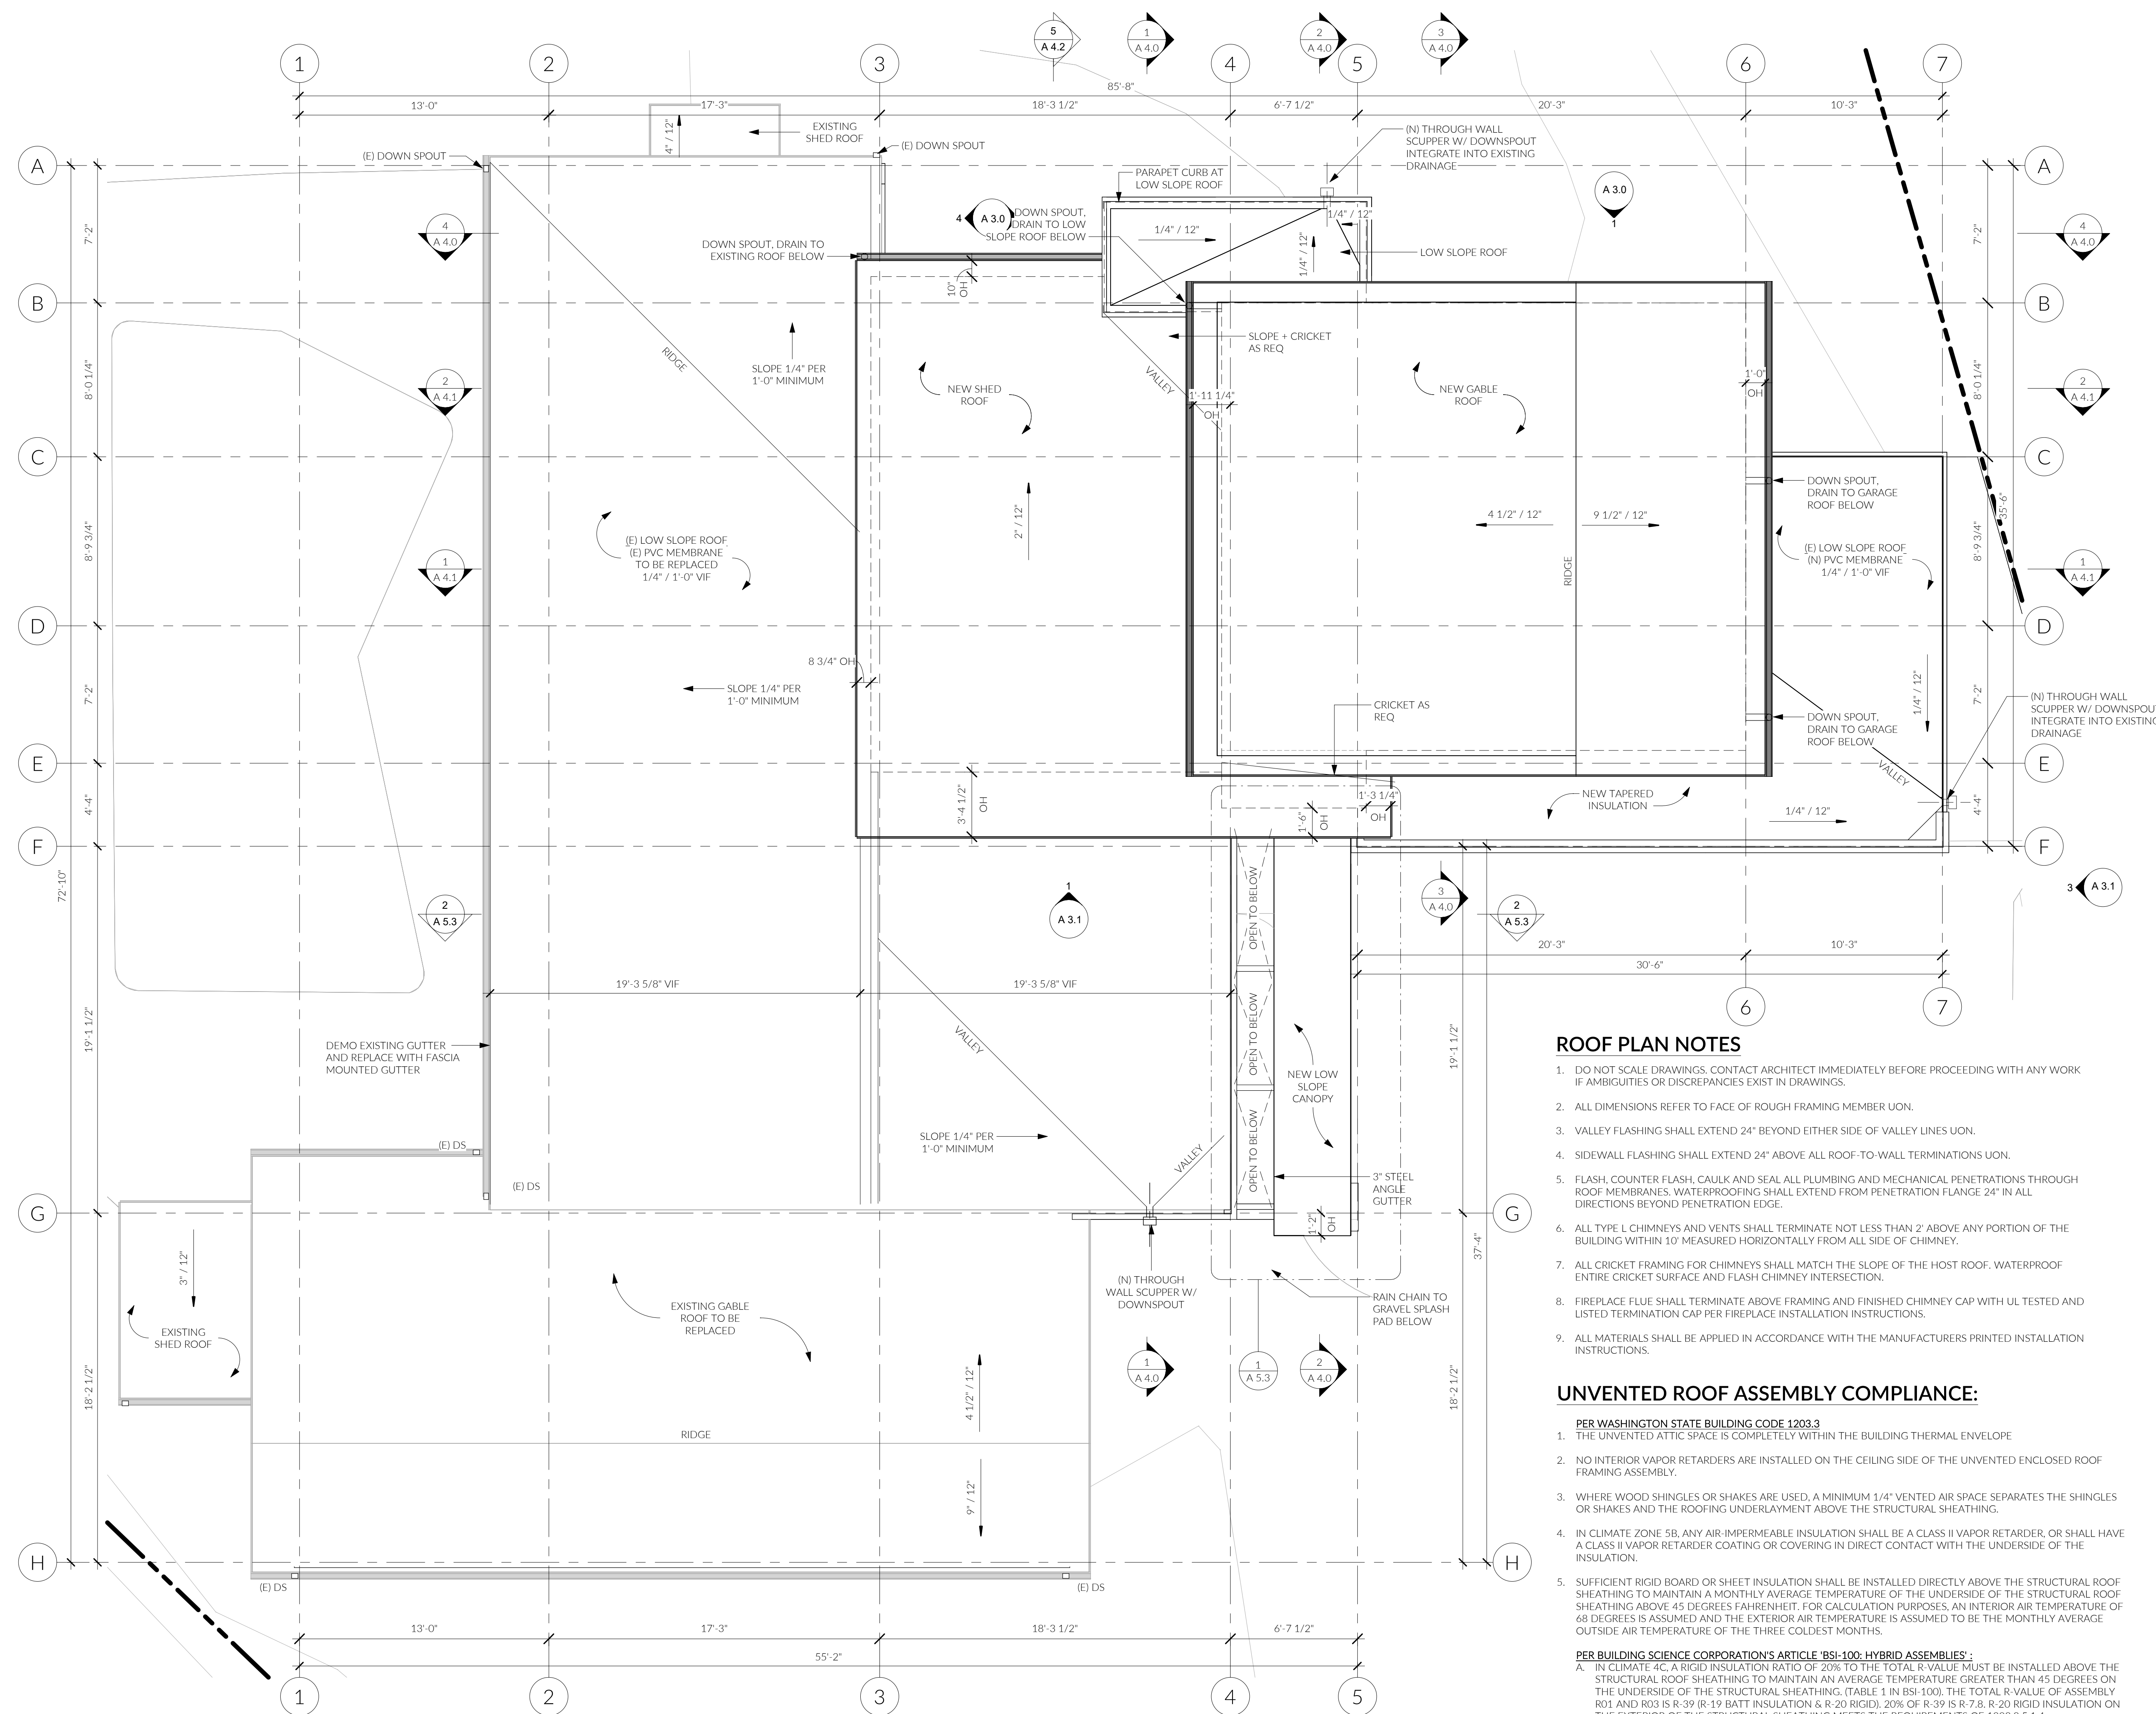 5
A 4.2
1
A 4.0
2
A 4.0
3
A 4.0
1
2
3
4
5
6
7
85'-8"
13'-0"
17'-3"
18'-3 1/2"
6'-7 1/2"
20'-3"
10'-3"
A
B
C
D
E
F
G
H
72'-10"
7'-2"
8'-0 1/4"
8'-9 3/4"
7'-2"
4'-4"
19'-1 1/2"
18'-2 1/2"
EXISTING
SHED ROOF
4" / 12"
(E) DOWN SPOUT
(E) DOWN SPOUT
(N) THROUGH WALL
SCUPPER W/ DOWNSPOUT
INTEGRATE INTO EXISTING
DRAINAGE
PARAPET CURB AT
LOW SLOPE ROOF
A 3.0
1
4
A 3.0
DOWN SPOUT,
DRAIN TO LOW
SLOPE ROOF BELOW
DOWN SPOUT, DRAIN TO
EXISTING ROOF BELOW
1/4" / 12"
1/4" / 12"
1/4" / 12"
LOW SLOPE ROOF
10"
OH
4
A 4.0
2
A 4.1
1
A 4.1
2
A 5.3
RIDGE
SLOPE 1/4" PER
1'-0" MINIMUM
NEW SHED
ROOF
SLOPE + CRICKET
AS REQ
VALLEY
1'-11 1/4"
OH
NEW GABLE
ROOF
1'-0"
OH
2" / 12"
(E) LOW SLOPE ROOF
(E) PVC MEMBRANE
TO BE REPLACED
1/4" / 1'-0" VIF
4 1/2" / 12"
9 1/2" / 12"
RIDGE
DOWN SPOUT,
DRAIN TO GARAGE
ROOF BELOW
(E) LOW SLOPE ROOF
(N) PVC MEMBRANE
1/4" / 1'-0" VIF
8 3/4" OH
SLOPE 1/4" PER
1'-0" MINIMUM
CRICKET AS
REQ
DOWN SPOUT,
DRAIN TO GARAGE
ROOF BELOW
1/4" / 12"
VALLEY
3'-4 1/2"
OH
1'-3 1/4"
OH
1'-6"
OH
NEW TAPERED
INSULATION
1/4" / 12"
A
B
C
D
E
F
7'-2"
8'-0 1/4"
8'-9 3/4"
7'-2"
4'-4"
35'-6"
4
A 4.0
2
A 4.1
1
A 4.1
(N) THROUGH WALL
SCUPPER W/ DOWNSPOUT
INTEGRATE INTO EXISTING
DRAINAGE
3
A 3.1
1
A 3.1
3
A 4.0
2
A 5.3
20'-3"
10'-3"
30'-6"
6
7
19'-3 5/8" VIF
19'-3 5/8" VIF
DEMO EXISTING GUTTER
AND REPLACE WITH FASCIA
MOUNTED GUTTER
VALLEY
VALLEY
SLOPE 1/4" PER
1'-0" MINIMUM
OPEN TO BELOW
OPEN TO BELOW
OPEN TO BELOW
NEW LOW
SLOPE
CANOPY
3" STEEL
ANGLE
GUTTER
1'-2"
OH
19'-1 1/2"
37'-4"
18'-2 1/2"
G
H
(E) DS
(E) DS
3" / 12"
EXISTING
SHED ROOF
EXISTING GABLE
ROOF TO BE
REPLACED
(N) THROUGH
WALL SCUPPER W/
DOWNSPOUT
RAIN CHAIN TO
GRAVEL SPLASH
PAD BELOW
1
A 4.0
1
A 5.3
2
A 4.0
4 1/2" / 12"
RIDGE
9" / 12"
(E) DS
(E) DS
13'-0"
17'-3"
18'-3 1/2"
6'-7 1/2"
55'-2"
1
2
3
4
5
ROOF PLAN NOTES
1. DO NOT SCALE DRAWINGS. CONTACT ARCHITECT IMMEDIATELY BEFORE PROCEEDING WITH ANY WORK
IF AMBIGUITIES OR DISCREPANCIES EXIST IN DRAWINGS.
2. ALL DIMENSIONS REFER TO FACE OF ROUGH FRAMING MEMBER UON.
3. VALLEY FLASHING SHALL EXTEND 24" BEYOND EITHER SIDE OF VALLEY LINES UON.
4. SIDEWALL FLASHING SHALL EXTEND 24" ABOVE ALL ROOF-TO-WALL TERMINATIONS UON.
5. FLASH, COUNTER FLASH, CAULK AND SEAL ALL PLUMBING AND MECHANICAL PENETRATIONS THROUGH
ROOF MEMBRANES. WATERPROOFING SHALL EXTEND FROM PENETRATION FLANGE 24" IN ALL
DIRECTIONS BEYOND PENETRATION EDGE.
6. ALL TYPE L CHIMNEYS AND VENTS SHALL TERMINATE NOT LESS THAN 2' ABOVE ANY PORTION OF THE
BUILDING WITHIN 10' MEASURED HORIZONTALLY FROM ALL SIDE OF CHIMNEY.
7. ALL CRICKET FRAMING FOR CHIMNEYS SHALL MATCH THE SLOPE OF THE HOST ROOF. WATERPROOF
ENTIRE CRICKET SURFACE AND FLASH CHIMNEY INTERSECTION.
8. FIREPLACE FLUE SHALL TERMINATE ABOVE FRAMING AND FINISHED CHIMNEY CAP WITH UL TESTED AND
LISTED TERMINATION CAP PER FIREPLACE INSTALLATION INSTRUCTIONS.
9. ALL MATERIALS SHALL BE APPLIED IN ACCORDANCE WITH THE MANUFACTURERS PRINTED INSTALLATION
INSTRUCTIONS.
UNVENTED ROOF ASSEMBLY COMPLIANCE:
PER WASHINGTON STATE BUILDING CODE 1203.3
1. THE UNVENTED ATTIC SPACE IS COMPLETELY WITHIN THE BUILDING THERMAL ENVELOPE
2. NO INTERIOR VAPOR RETARDERS ARE INSTALLED ON THE CEILING SIDE OF THE UNVENTED ENCLOSED ROOF
FRAMING ASSEMBLY.
3. WHERE WOOD SHINGLES OR SHAKES ARE USED, A MINIMUM 1/4" VENTED AIR SPACE SEPARATES THE SHINGLES
OR SHAKES AND THE ROOFING UNDERLAYMENT ABOVE THE STRUCTURAL SHEATHING.
4. IN CLIMATE ZONE 5B, ANY AIR-IMPERMEABLE INSULATION SHALL BE A CLASS II VAPOR RETARDER, OR SHALL HAVE
A CLASS II VAPOR RETARDER COATING OR COVERING IN DIRECT CONTACT WITH THE UNDERSIDE OF THE
INSULATION.
5. SUFFICIENT RIGID BOARD OR SHEET INSULATION SHALL BE INSTALLED DIRECTLY ABOVE THE STRUCTURAL ROOF
SHEATHING TO MAINTAIN A MONTHLY AVERAGE TEMPERATURE OF THE UNDERSIDE OF THE STRUCTURAL ROOF
SHEATHING ABOVE 45 DEGREES FAHRENHEIT. FOR CALCULATION PURPOSES, AN INTERIOR AIR TEMPERATURE OF
68 DEGREES IS ASSUMED AND THE EXTERIOR AIR TEMPERATURE IS ASSUMED TO BE THE MONTHLY AVERAGE
OUTSIDE AIR TEMPERATURE OF THE THREE COLDEST MONTHS.
PER BUILDING SCIENCE CORPORATION'S ARTICLE 'BSI-100: HYBRID ASSEMBLIES' :
A. IN CLIMATE 4C, A RIGID INSULATION RATIO OF 20% TO THE TOTAL R-VALUE MUST BE INSTALLED ABOVE THE
STRUCTURAL ROOF SHEATHING TO MAINTAIN AN AVERAGE TEMPERATURE GREATER THAN 45 DEGREES ON
THE UNDERSIDE OF THE STRUCTURAL SHEATHING. (TABLE 1 IN BSI-100). THE TOTAL R-VALUE OF ASSEMBLY
R01 AND R03 IS R-39 (R-19 BATT INSULATION & R-20 RIGID). 20% OF R-39 IS R-7.8. R-20 RIGID INSULATION ON